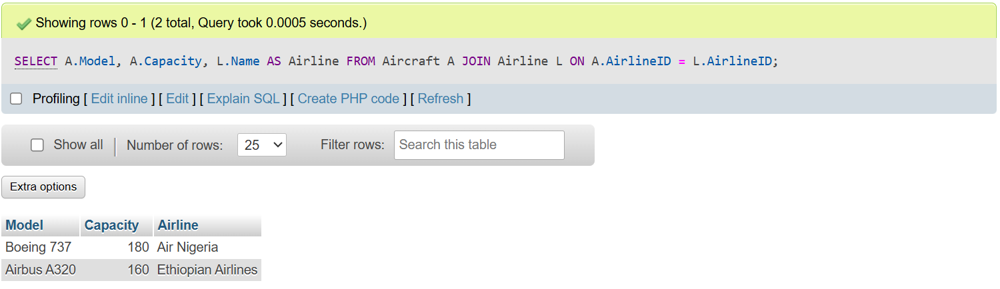 Showing rows 0 - 1 (2 total, Query took 0.0005 seconds.)
SELECT A.Model, A.Capacity, L.Name AS Airline FROM Aircraft A JOIN Airline L ON A.AirlineID = L.AirlineID;
Profiling [ Edit inline ] [ Edit ] [ Explain SQL ] [ Create PHP code ] [ Refresh ]
Show all Number of rows: 25 Filter rows: Search this table
Extra options
Model Capacity Airline
Boeing 737 180 Air Nigeria
Airbus A320 160 Ethiopian Airlines